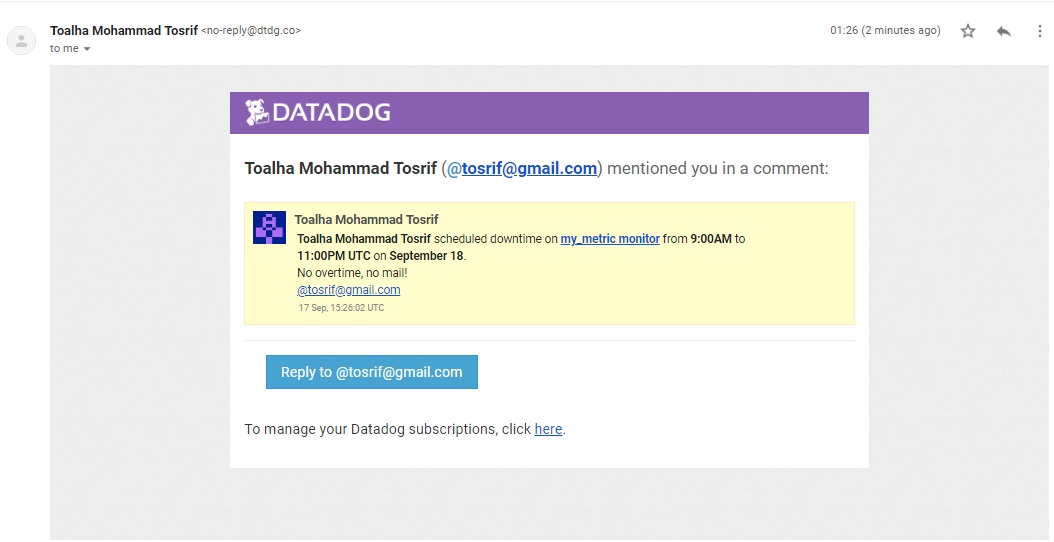 Toalha Mohammad Tosrif <no-reply@dtdg.co> 01:26 (2 minutes ago)
to me
DATADOG
Toalha Mohammad Tosrif (@tosrif@gmail.com) mentioned you in a comment:
Toalha Mohammad Tosrif
Toalha Mohammad Tosrif scheduled downtime on my_metric monitor from 9:00AM to
11:00PM UTC on September 18.
No overtime, no mail!
@tosrif@gmail.com
17 Sep, 15:26:02 UTC
Reply to @tosrif@gmail.com
To manage your Datadog subscriptions, click here.